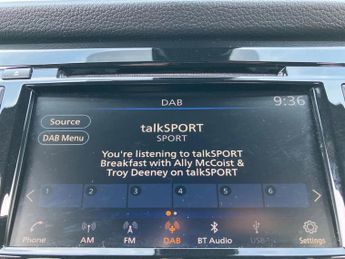 DAB
9:36
Source
talkSPORT
SPORT
DAB Menu
You're listening to talkSPORT
Breakfast with Ally McCoist &
Troy Deeney on talkSPORT
1 2 3 4 5 6
Phone AM FM DAB BT Audio USB1 Settings